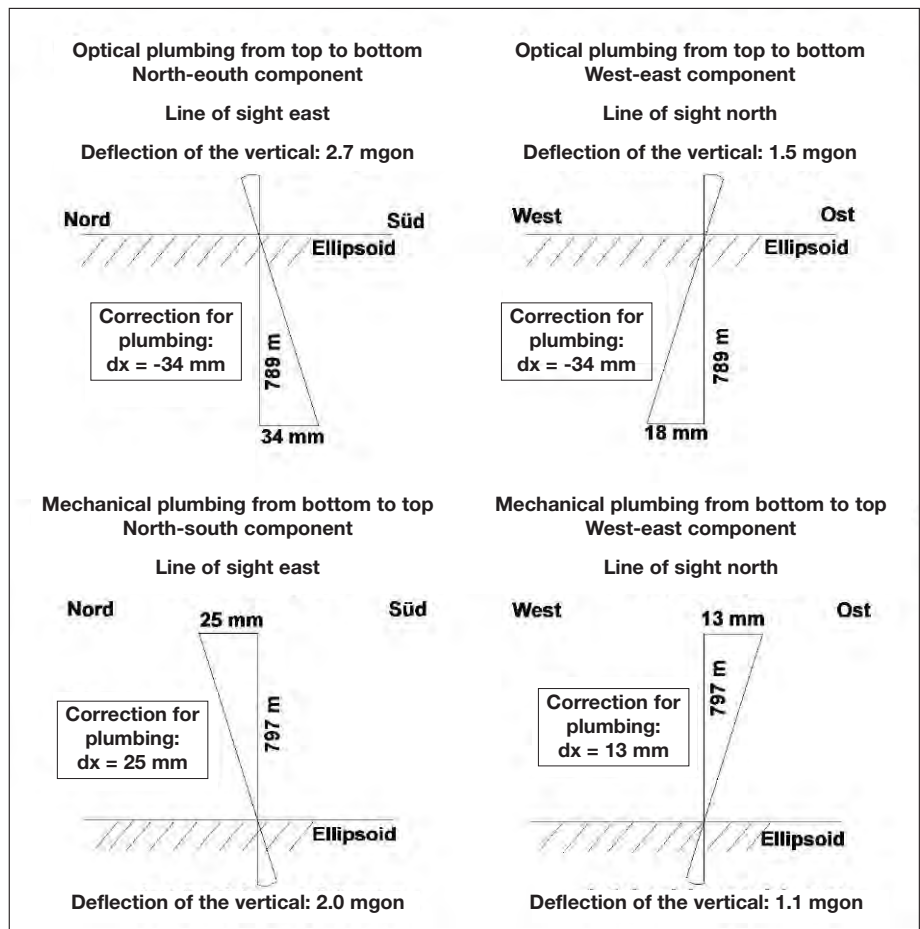 Optical plumbing from top to bottom
North-eouth component
Line of sight east
Deflection of the vertical: 2.7 mgon
Nord
Süd
Ellipsoid
Correction for
plumbing:
dx = -34 mm
789 m
34 mm
Optical plumbing from top to bottom
West-east component
Line of sight north
Deflection of the vertical: 1.5 mgon
West
Ost
Ellipsoid
Correction for
plumbing:
dx = -34 mm
789 m
18 mm
Mechanical plumbing from bottom to top
North-south component
Line of sight east
Nord
Süd
25 mm
797 m
Correction for
plumbing:
dx = 25 mm
Ellipsoid
Deflection of the vertical: 2.0 mgon
Mechanical plumbing from bottom to top
West-east component
Line of sight north
West
Ost
13 mm
797 m
Correction for
plumbing:
dx = 13 mm
Ellipsoid
Deflection of the vertical: 1.1 mgon